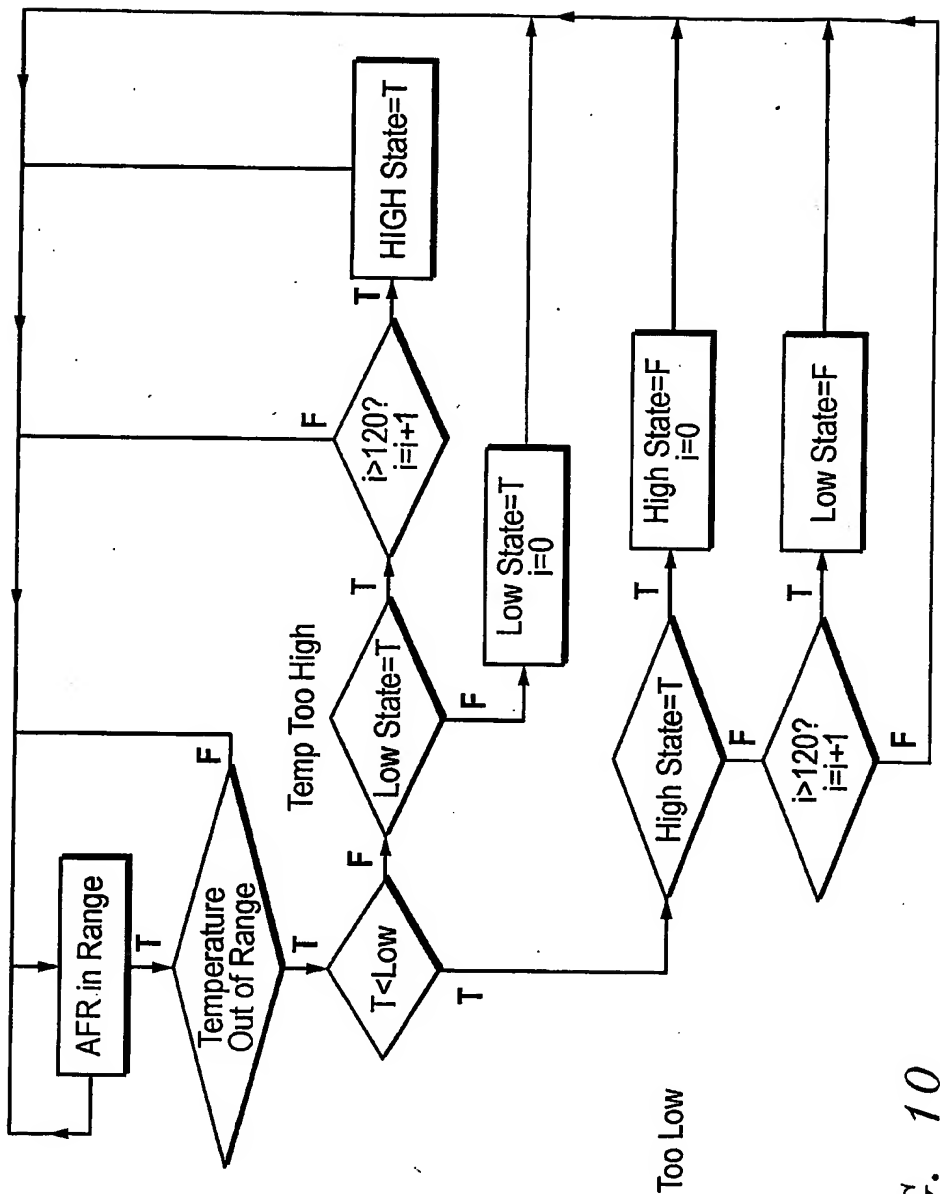 AFR in Range
T
Temperature
Out of Range
F
T
T<Low
F
T
Temp Too High
Low State=T
T
F
i>120?
i=i+1
F
T
HIGH State=T
Low State=T
i=0
Too Low
High State=T
T
F
High State=F
i=0
i>120?
i=i+1
T
F
Low State=F
10